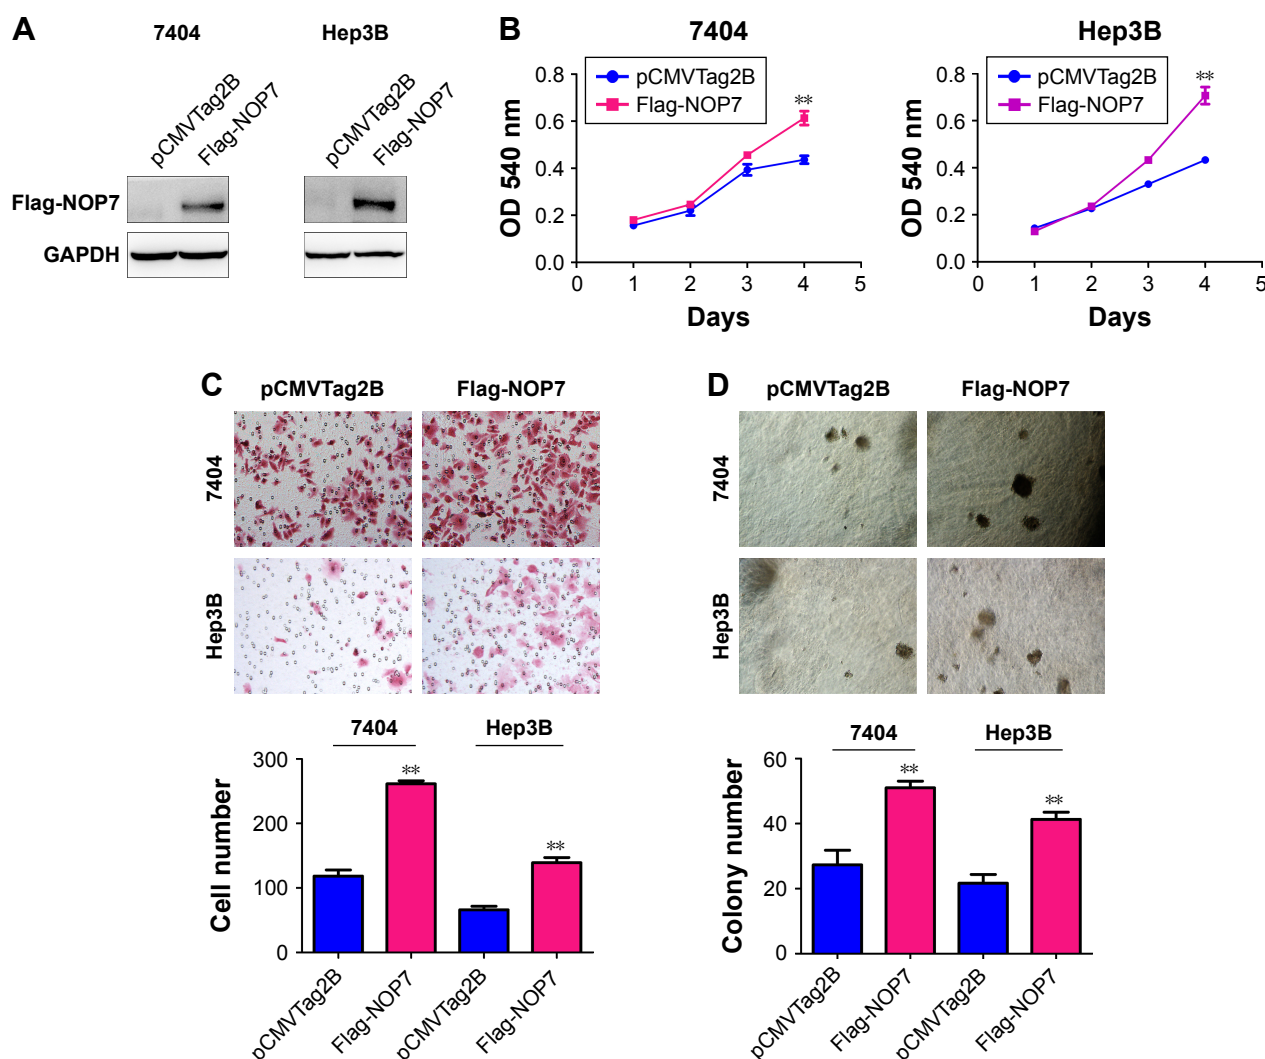 A
7404
Hep3B
pCMVTag2B
Flag-NOP7
pCMVTag2B
Flag-NOP7
Flag-NOP7
GAPDH
B
7404
pCMVTag2B
Flag-NOP7
**
OD 540 nm
0.8
0.6
0.4
0.2
0.0
0 1 2 3 4 5
Days
Hep3B
pCMVTag2B
Flag-NOP7
**
OD 540 nm
0.8
0.6
0.4
0.2
0.0
0 1 2 3 4 5
Days
C
pCMVTag2B Flag-NOP7
7404
Hep3B
7404 Hep3B
Cell number
300
200
100
0
**
**
pCMVTag2B
Flag-NOP7
pCMVTag2B
Flag-NOP7
D
pCMVTag2B Flag-NOP7
7404
Hep3B
7404 Hep3B
Colony number
60
40
20
0
**
**
pCMVTag2B
Flag-NOP7
pCMVTag2B
Flag-NOP7